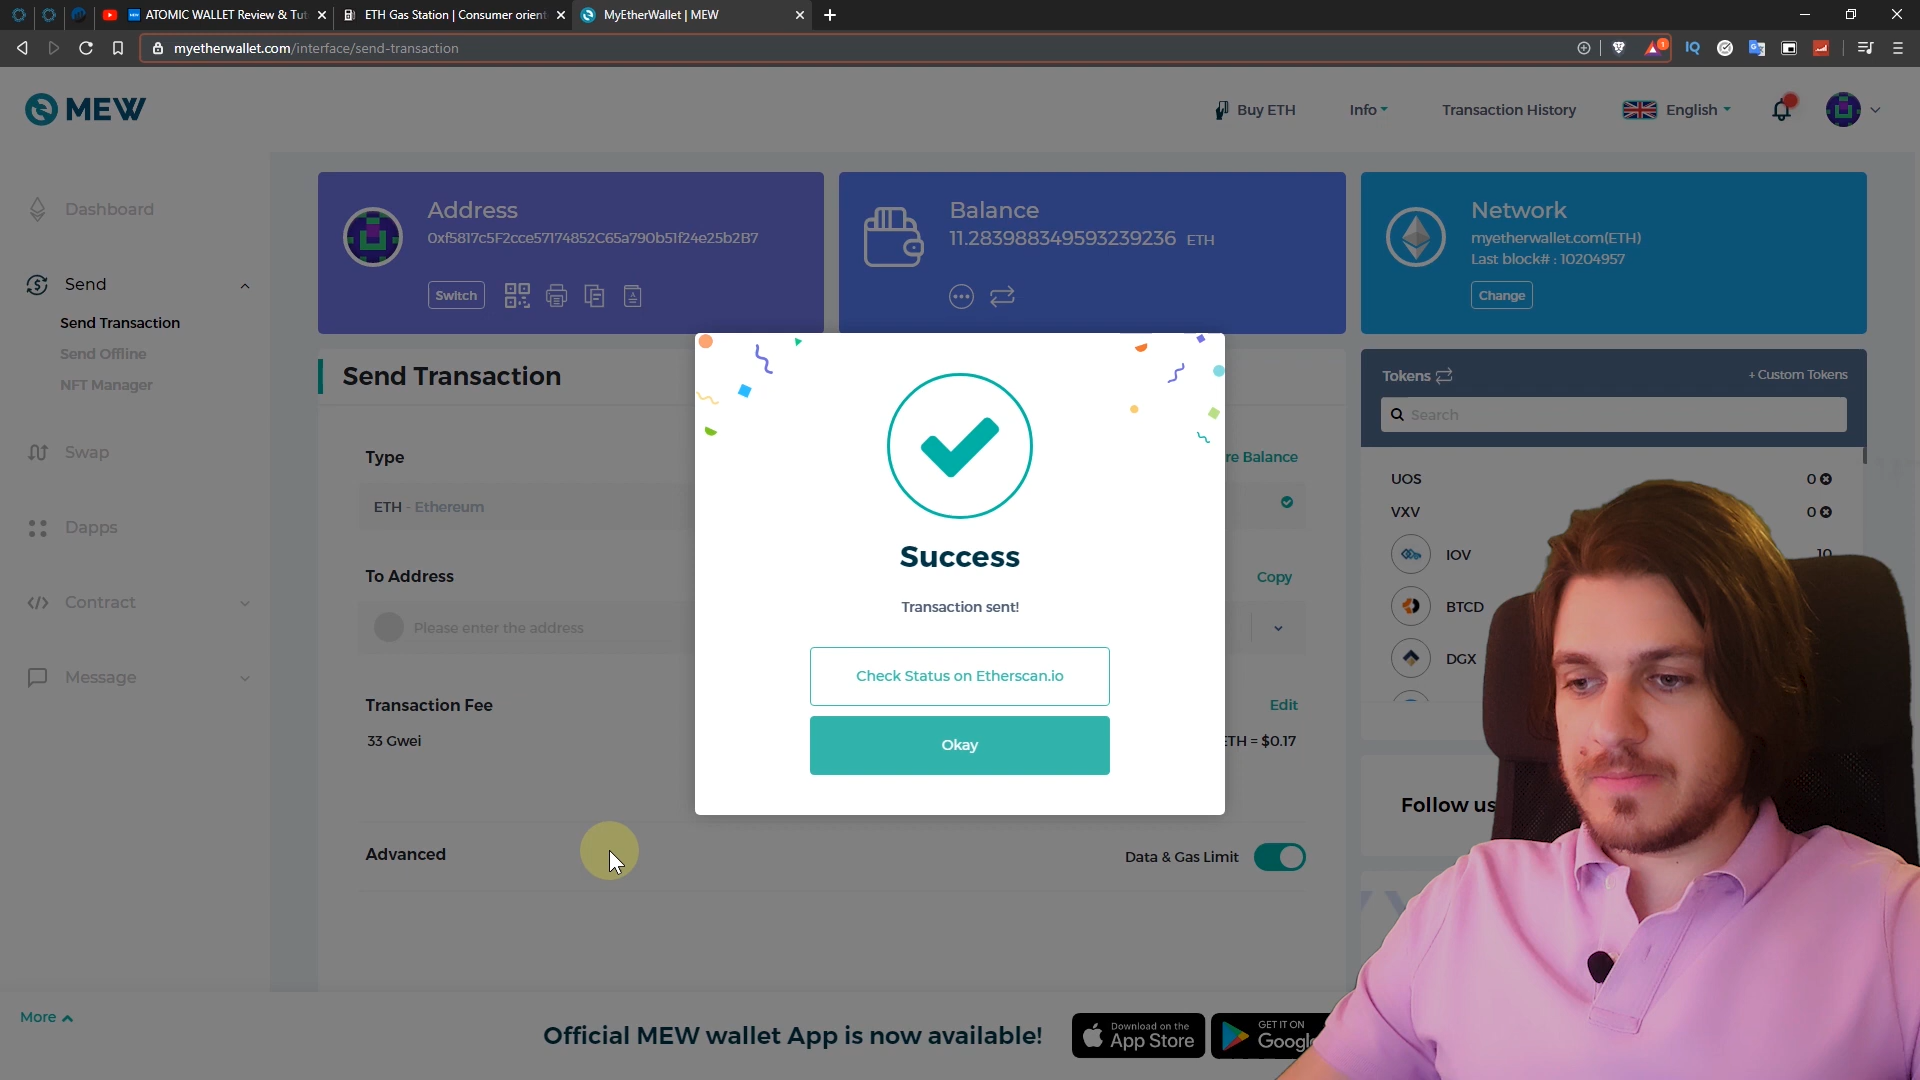 ATOMIC WALLET Review & Tut
ETH Gas Station | Consumer orient
MyEtherWallet | MEW
myetherwallet.com/interface/send-transaction
1
IQ
MEW
Buy ETH
Info
Transaction History
English
Dashboard
Send
Send Transaction
Send Offline
NFT Manager
Swap
Dapps
Contract
Message
More
Address
0xf5817c5F2cce57174852C65a790b51f24e25b2B7
Switch
Balance
11.283988349593239236 ETH
Network
myetherwallet.com(ETH)
Last block# : 10204957
Change
Send Transaction
Type
re Balance
ETH - Ethereum
To Address
Copy
Please enter the address
Transaction Fee
Edit
33 Gwei
ETH = $0.17
Advanced
Data & Gas Limit
Success
Transaction sent!
Check Status on Etherscan.io
Okay
Tokens
+ Custom Tokens
Search
UOS
0
VXV
0
IOV
10
BTCD
DGX
Follow us
Official MEW wallet App is now available!
Download on the
App Store
GET IT ON
Google